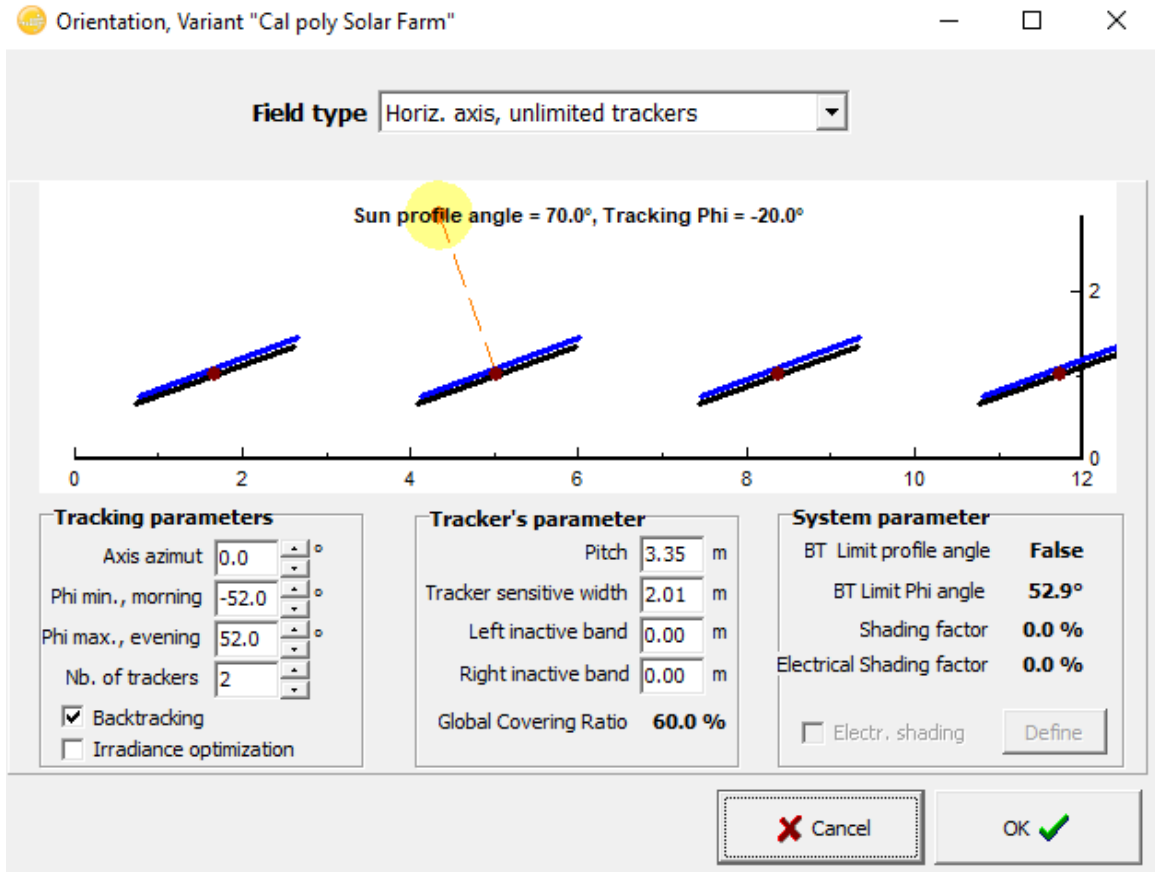 Orientation, Variant "Cal poly Solar Farm"
Field type Horiz. axis, unlimited trackers
Sun profile angle = 70.0°, Tracking Phi = -20.0°
2
0
0 2 4 6 8 10 12
Tracking parameters
Axis azimut 0.0 °
Phi min., morning -52.0 °
Phi max., evening 52.0 °
Nb. of trackers 2
Backtracking
Irradiance optimization
Tracker's parameter
Pitch 3.35 m
Tracker sensitive width 2.01 m
Left inactive band 0.00 m
Right inactive band 0.00 m
Global Covering Ratio 60.0 %
System parameter
BT Limit profile angle False
BT Limit Phi angle 52.9°
Shading factor 0.0 %
Electrical Shading factor 0.0 %
Electr. shading Define
Cancel OK